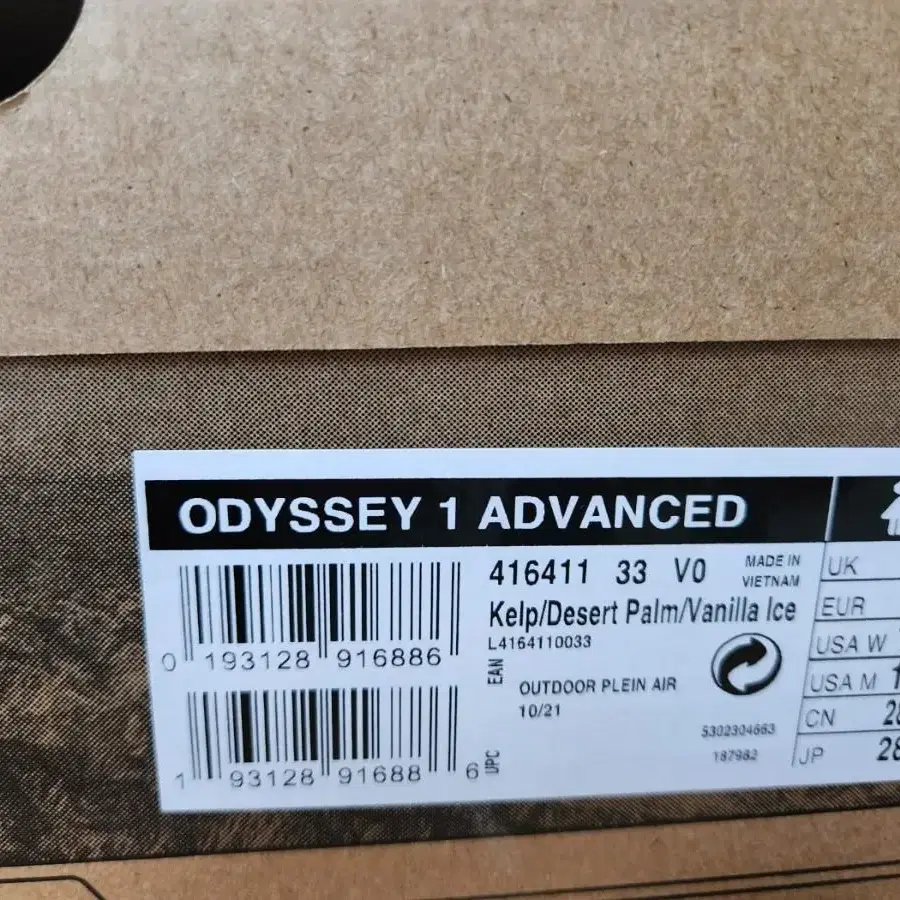 ODYSSEY 1 ADVANCED
416411 33 V0
MADE IN
VIETNAM
Kelp/Desert Palm/Vanilla Ice
L4164110033
0 193128 916886
EAN
OUTDOOR PLEIN AIR
10/21
5302304663
187982
1 93128 91688 6
UPC
UK
EUR
USA W
USA M
CN
JP